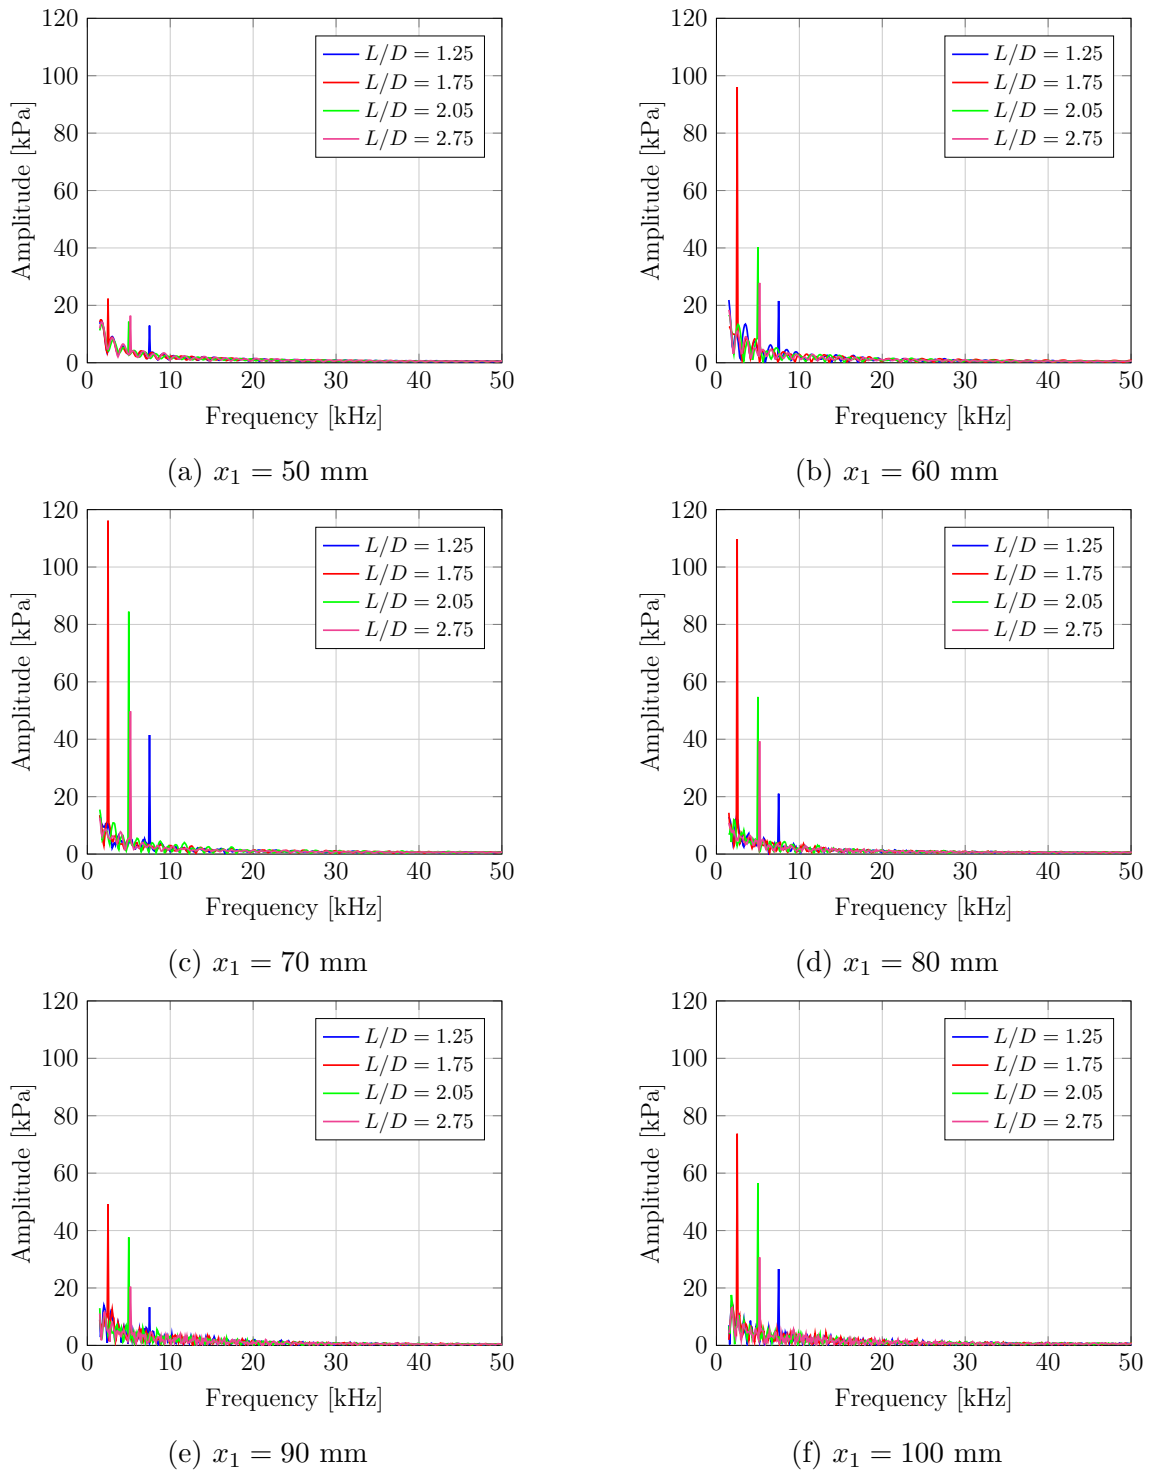 120
100
80
60
40
20
0
0 10 20 30 40 50
Amplitude [kPa]
Frequency [kHz]
L/D = 1.25
L/D = 1.75
L/D = 2.05
L/D = 2.75
(a) x₁ = 50 mm
120
100
80
60
40
20
0
0 10 20 30 40 50
Amplitude [kPa]
Frequency [kHz]
L/D = 1.25
L/D = 1.75
L/D = 2.05
L/D = 2.75
(b) x₁ = 60 mm
120
100
80
60
40
20
0
0 10 20 30 40 50
Amplitude [kPa]
Frequency [kHz]
L/D = 1.25
L/D = 1.75
L/D = 2.05
L/D = 2.75
(c) x₁ = 70 mm
120
100
80
60
40
20
0
0 10 20 30 40 50
Amplitude [kPa]
Frequency [kHz]
L/D = 1.25
L/D = 1.75
L/D = 2.05
L/D = 2.75
(d) x₁ = 80 mm
120
100
80
60
40
20
0
0 10 20 30 40 50
Amplitude [kPa]
Frequency [kHz]
L/D = 1.25
L/D = 1.75
L/D = 2.05
L/D = 2.75
(e) x₁ = 90 mm
120
100
80
60
40
20
0
0 10 20 30 40 50
Amplitude [kPa]
Frequency [kHz]
L/D = 1.25
L/D = 1.75
L/D = 2.05
L/D = 2.75
(f) x₁ = 100 mm